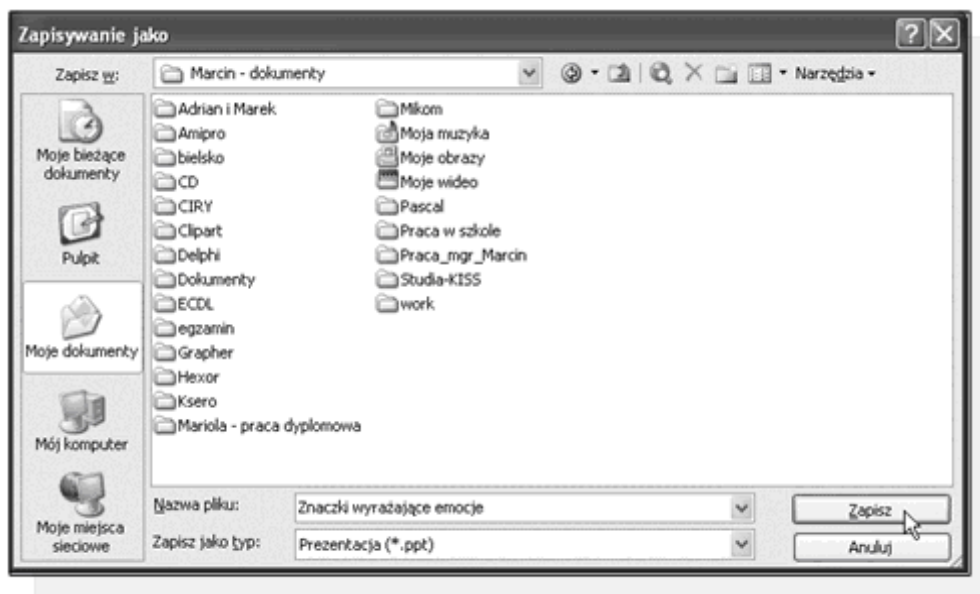 Zapisywanie jako
Zapisz w: Marcin - dokumenty Narzędzia
Moje bieżące dokumenty
Pulpit
Moje dokumenty
Mój komputer
Moje miejsca sieciowe
Adrian i Marek
Amipro
bielsko
CD
CIRY
Clipart
Delphi
Dokumenty
ECDL
egzamin
Grapher
Hexor
Ksero
Mariola - praca dyplomowa
Mikom
Moja muzyka
Moje obrazy
Moje wideo
Pascal
Praca w szkole
Praca_mgr_Marcin
Studia-KISS
work
Nazwa pliku: Znaczki wyrażające emocje Zapisz
Zapisz jako typ: Prezentacja (*.ppt) Anuluj